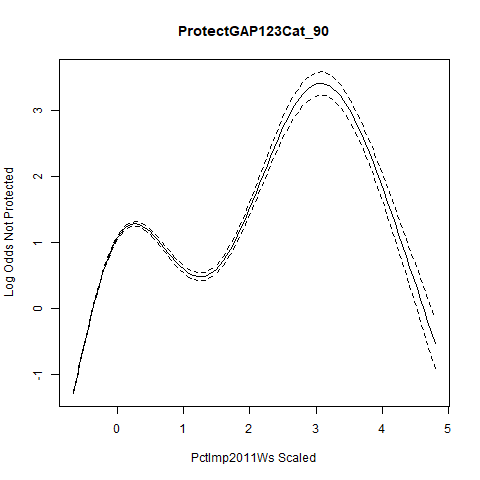 ProtectGAP123Cat_90
Log Odds Not Protected
3
2
1
0
-1
0 1 2 3 4 5
PctImp2011Ws Scaled